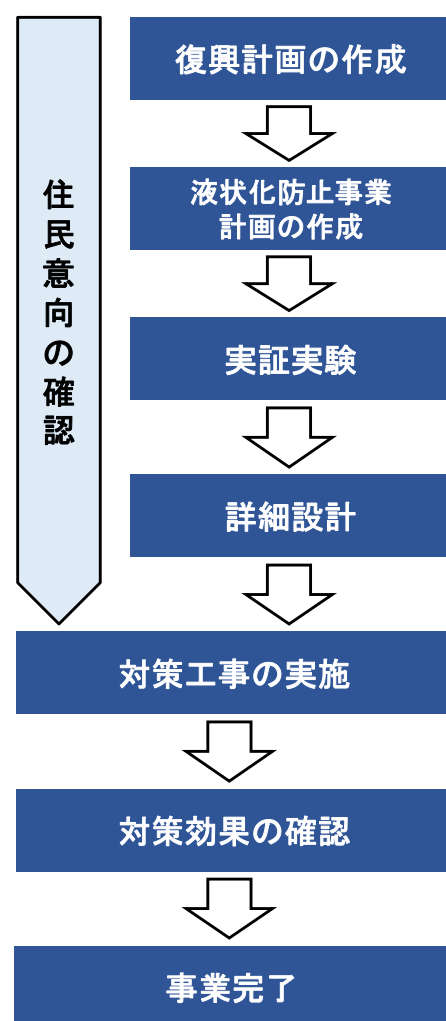 復興計画の作成
液状化防止事業
計画の作成
実証実験
詳細設計
住民意向の確認
対策工事の実施
対策効果の確認
事業完了